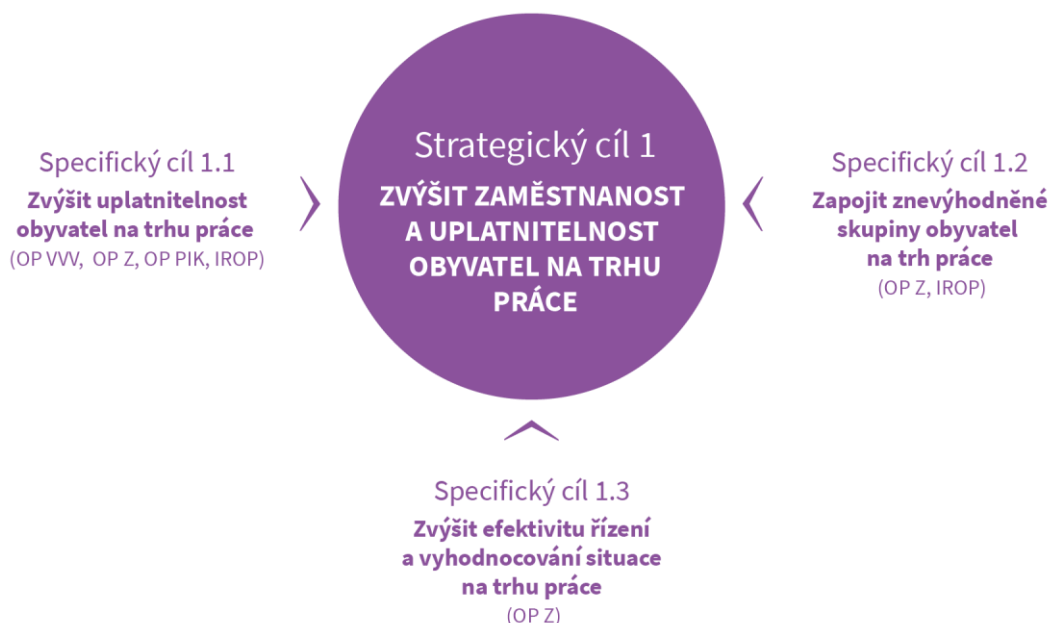 Strategický cíl 1
ZVÝŠIT ZAMĚSTNANOST
A UPLATNITELNOST
OBYVATEL NA TRHU
PRÁCE
Specifický cíl 1.1
Zvýšit uplatnitelnost
obyvatel na trhu práce
(OP VVV, OP Z, OP PIK, IROP)
Specifický cíl 1.2
Zapojit znevýhodněné
skupiny obyvatel
na trh práce
(OP Z, IROP)
Specifický cíl 1.3
Zvýšit efektivitu řízení
a vyhodnocování situace
na trhu práce
(OP Z)